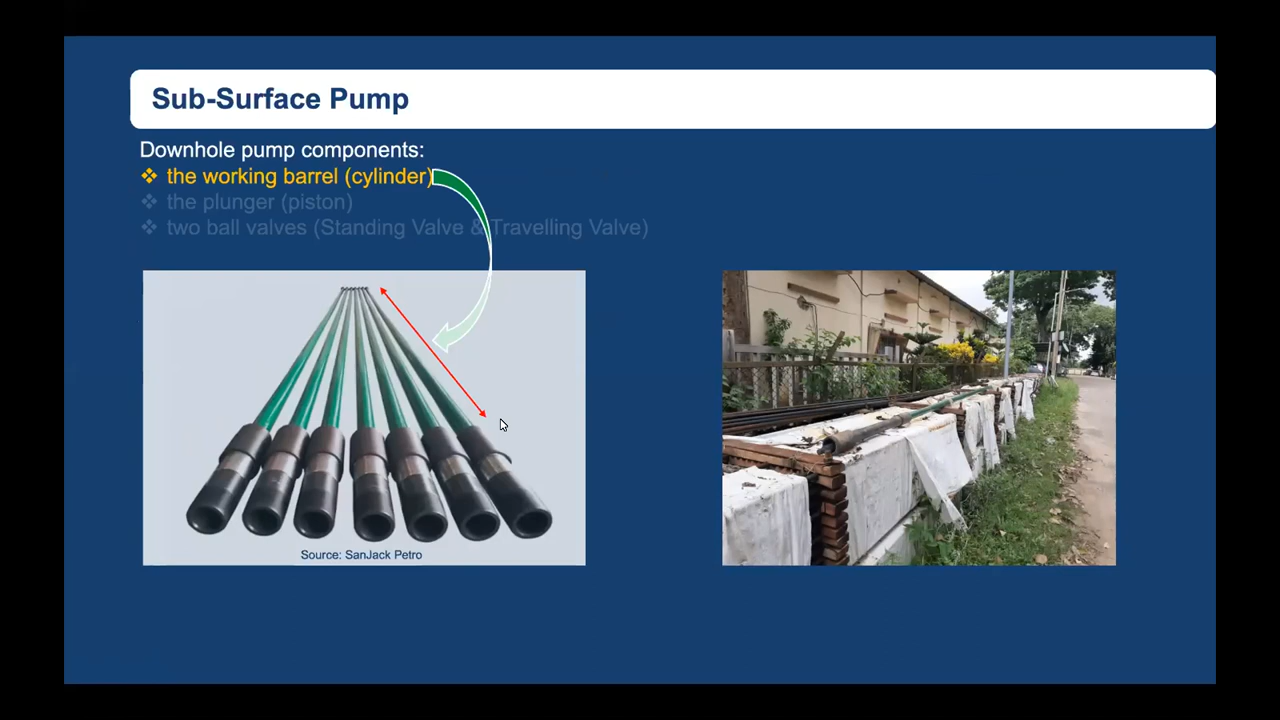 Sub-Surface Pump
Downhole pump components:
❖ the working barrel (cylinder)
❖ the plunger (piston)
❖ two ball valves (Standing Valve & Travelling Valve)
Source: SanJack Petro